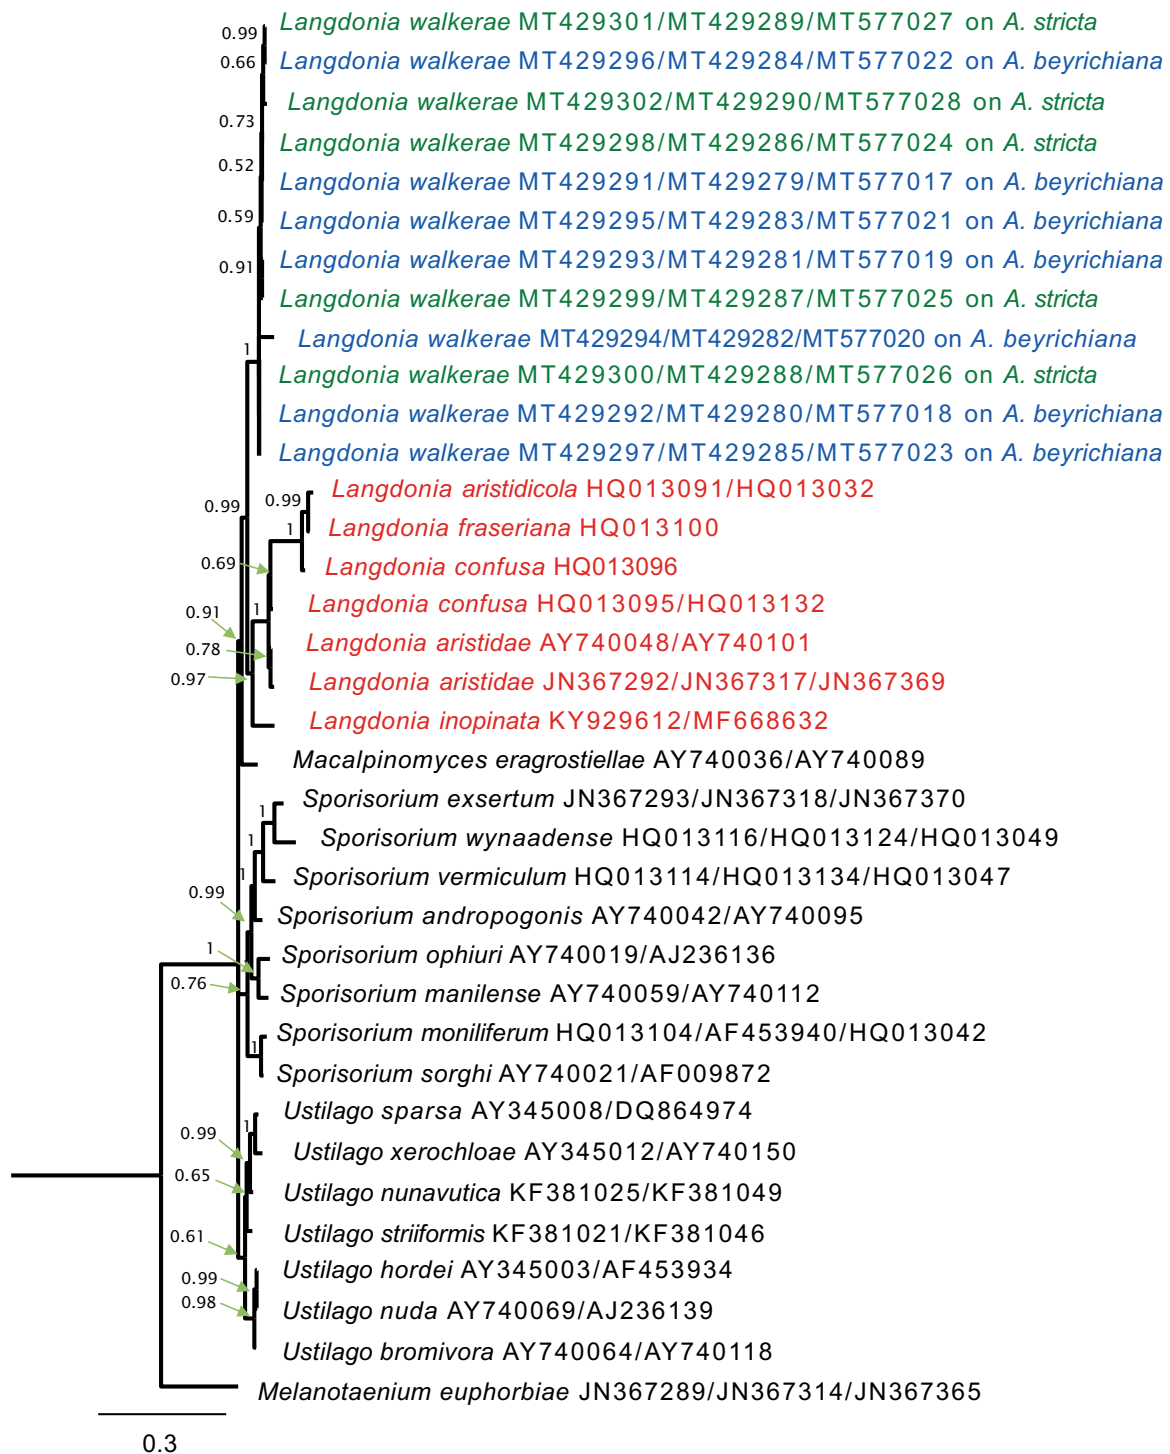 0.99
Langdonia walkerae MT429301/MT429289/MT577027 on A. stricta
0.66
Langdonia walkerae MT429296/MT429284/MT577022 on A. beyrichiana
Langdonia walkerae MT429302/MT429290/MT577028 on A. stricta
0.73
Langdonia walkerae MT429298/MT429286/MT577024 on A. stricta
0.52
Langdonia walkerae MT429291/MT429279/MT577017 on A. beyrichiana
0.59
Langdonia walkerae MT429295/MT429283/MT577021 on A. beyrichiana
0.91
Langdonia walkerae MT429293/MT429281/MT577019 on A. beyrichiana
Langdonia walkerae MT429299/MT429287/MT577025 on A. stricta
Langdonia walkerae MT429294/MT429282/MT577020 on A. beyrichiana
1
Langdonia walkerae MT429300/MT429288/MT577026 on A. stricta
Langdonia walkerae MT429292/MT429280/MT577018 on A. beyrichiana
Langdonia walkerae MT429297/MT429285/MT577023 on A. beyrichiana
0.99
0.99
Langdonia aristidicola HQ013091/HQ013032
1
Langdonia fraseriana HQ013100
0.69
Langdonia confusa HQ013096
0.91
1
Langdonia confusa HQ013095/HQ013132
0.78
Langdonia aristidae AY740048/AY740101
0.97
Langdonia aristidae JN367292/JN367317/JN367369
Langdonia inopinata KY929612/MF668632
Macalpinomyces eragrostiellae AY740036/AY740089
1
Sporisorium exsertum JN367293/JN367318/JN367370
1
Sporisorium wynaadense HQ013116/HQ013124/HQ013049
1
Sporisorium vermiculum HQ013114/HQ013134/HQ013047
0.99
Sporisorium andropogonis AY740042/AY740095
1
Sporisorium ophiuri AY740019/AJ236136
0.76
Sporisorium manilense AY740059/AY740112
1
Sporisorium moniliferum HQ013104/AF453940/HQ013042
Sporisorium sorghi AY740021/AF009872
1
Ustilago sparsa AY345008/DQ864974
0.99
Ustilago xerochloae AY345012/AY740150
0.65
Ustilago nunavutica KF381025/KF381049
0.61
Ustilago striiformis KF381021/KF381046
0.99
Ustilago hordei AY345003/AF453934
0.98
Ustilago nuda AY740069/AJ236139
Ustilago bromivora AY740064/AY740118
Melanotaenium euphorbiae JN367289/JN367314/JN367365
0.3